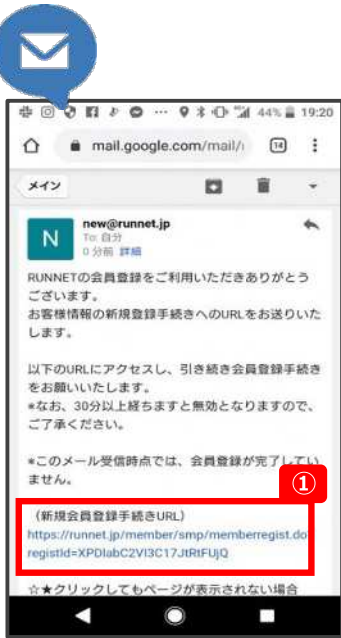 44% 19:20
mail.google.com/mail/
14
メイン
N
new@runnet.jp
To: 自分
0 分前 詳細
RUNNETの会員登録をご利用いただきありがとう
ございます。
お客様情報の新規登録手続きへのURLをお送りいた
します。
以下のURLにアクセスし、引き続き会員登録手続き
をお願いいたします。
*なお、30分以上経ちますと無効となりますので、
ご了承ください。
*このメール受信時点では、会員登録が完了してい
ません。
①
（新規会員登録手続きURL）
https://runnet.jp/member/smp/memberregist.do
registId=XPDlabC2VI3C17JtRtFUjQ
☆★クリックしてもページが表示されない場合